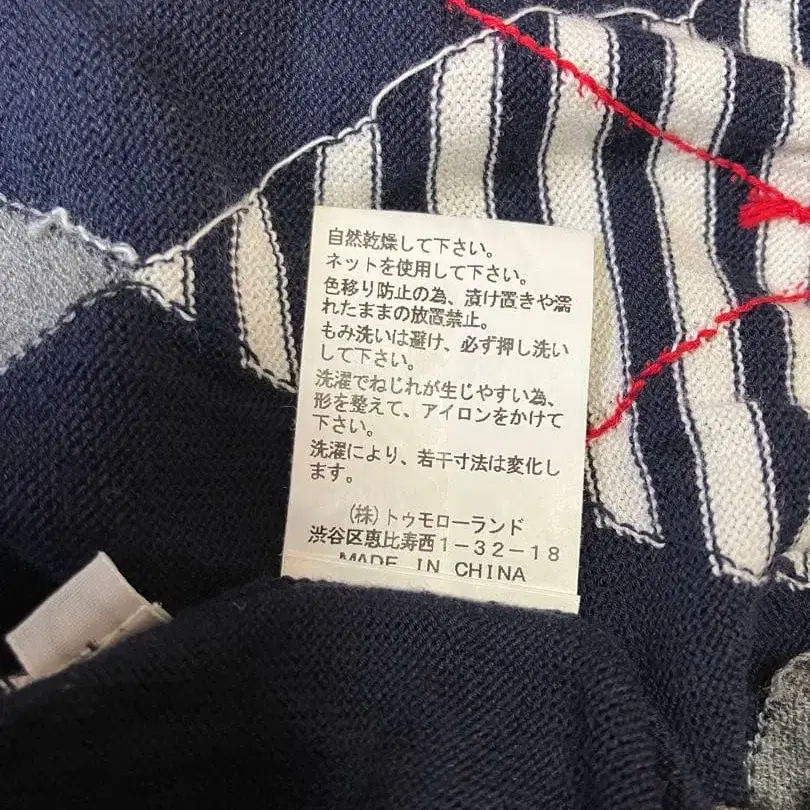 自然乾燥して下さい。
ネットを使用して下さい。
色移り防止の為、漬け置きや濡
れたままの放置禁止。
もみ洗いは避け、必ず押し洗い
して下さい。
洗濯でねじれが生じやすい為、
形を整えて、アイロンをかけて
下さい。
洗濯により、若干寸法は変化し
ます。
(株)トゥモローランド
渋谷区恵比寿西1-32-18
MADE IN CHINA